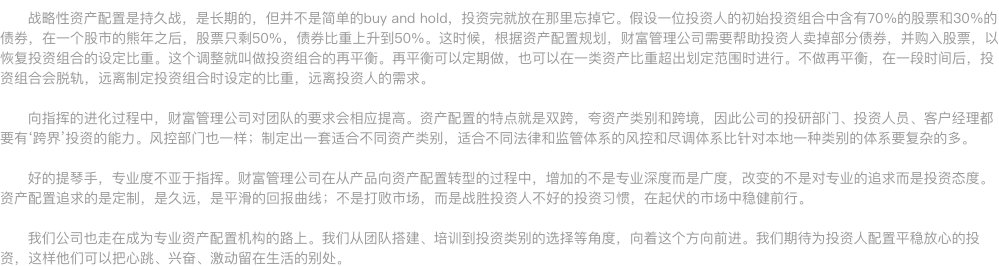 战略性资产配置是持久战，是长期的，但并不是简单的buy and hold，投资完就放在那里忘掉它。假设一位投资人的初始投资组合中含有70%的股票和30%的
债券，在一个股市的熊年之后，股票只剩50%，债券比重上升到50%。这时候，根据资产配置规划，财富管理公司需要帮助投资人卖掉部分债券，并购入股票，以
恢复投资组合的设定比重。这个调整就叫做投资组合的再平衡。再平衡可以定期做，也可以在一类资产比重超出划定范围时进行。不做再平衡，在一段时间后，投
资组合会脱轨，远离制定投资组合时设定的比重，远离投资人的需求。
向指挥的进化过程中，财富管理公司对团队的要求会相应提高。资产配置的特点就是双跨，夸资产类别和跨境，因此公司的投研部门、投资人员、客户经理都
要有‘跨界’投资的能力。风控部门也一样；制定出一套适合不同资产类别，适合不同法律和监管体系的风控和尽调体系比针对本地一种类别的体系要复杂的多。
好的提琴手，专业度不亚于指挥。财富管理公司在从产品向资产配置转型的过程中，增加的不是专业深度而是广度，改变的不是对专业的追求而是投资态度。
资产配置追求的是定制，是久远，是平滑的回报曲线；不是打败市场，而是战胜投资人不好的投资习惯，在起伏的市场中稳健前行。
我们公司也走在成为专业资产配置机构的路上。我们从团队搭建、培训到投资类别的选择等角度，向着这个方向前进。我们期待为投资人配置平稳放心的投
资，这样他们可以把心跳、兴奋、激动留在生活的别处。